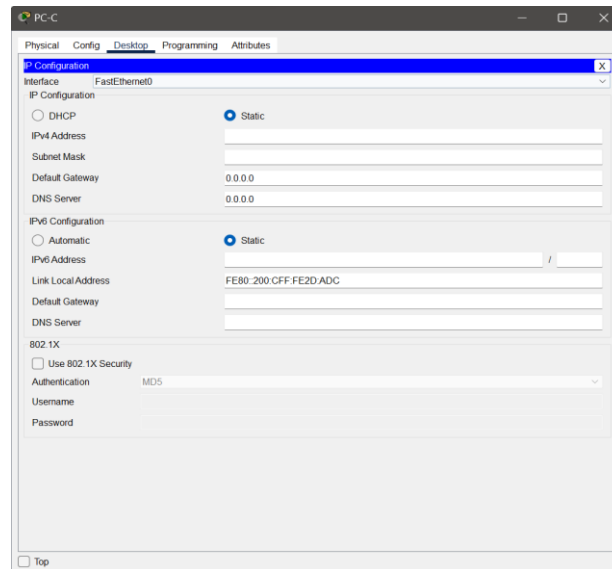 PC-C
Physical Config Desktop Programming Attributes
IP Configuration X
Interface FastEthernet0
IP Configuration
DHCP Static
IPv4 Address
Subnet Mask
Default Gateway 0.0.0.0
DNS Server 0.0.0.0
IPv6 Configuration
Automatic Static
IPv6 Address /
Link Local Address FE80::200:CFF:FE2D:ADC
Default Gateway
DNS Server
802.1X
Use 802.1X Security
Authentication MD5
Username
Password
Top